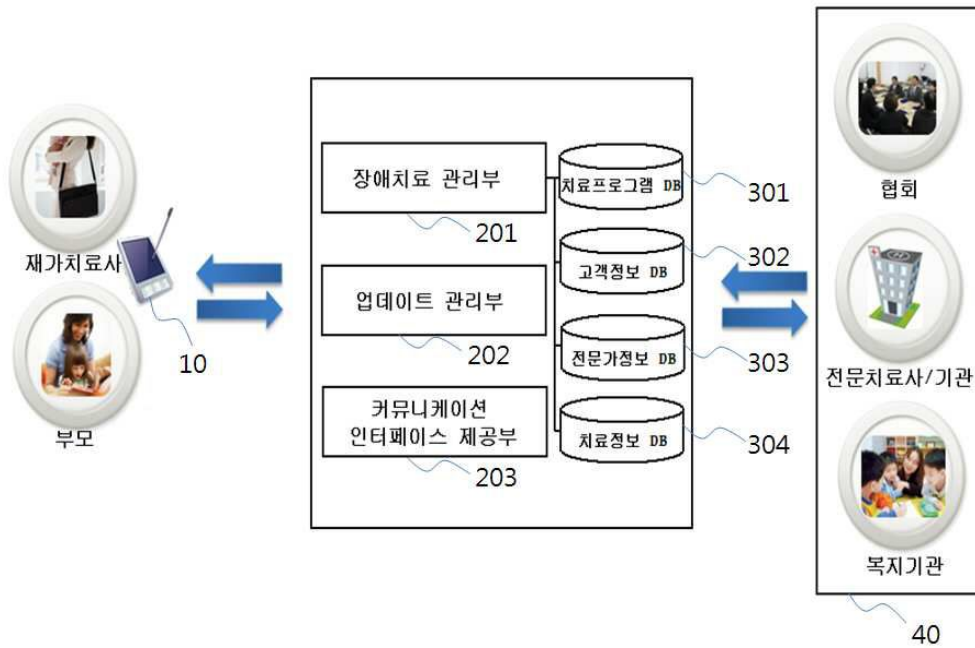 재가치료사
부모
10
장애치료 관리부
201
업데이트 관리부
202
커뮤니케이션
인터페이스 제공부
203
치료프로그램 DB
301
고객정보 DB
302
전문가정보 DB
303
치료정보 DB
304
협회
전문치료사/기관
복지기관
40